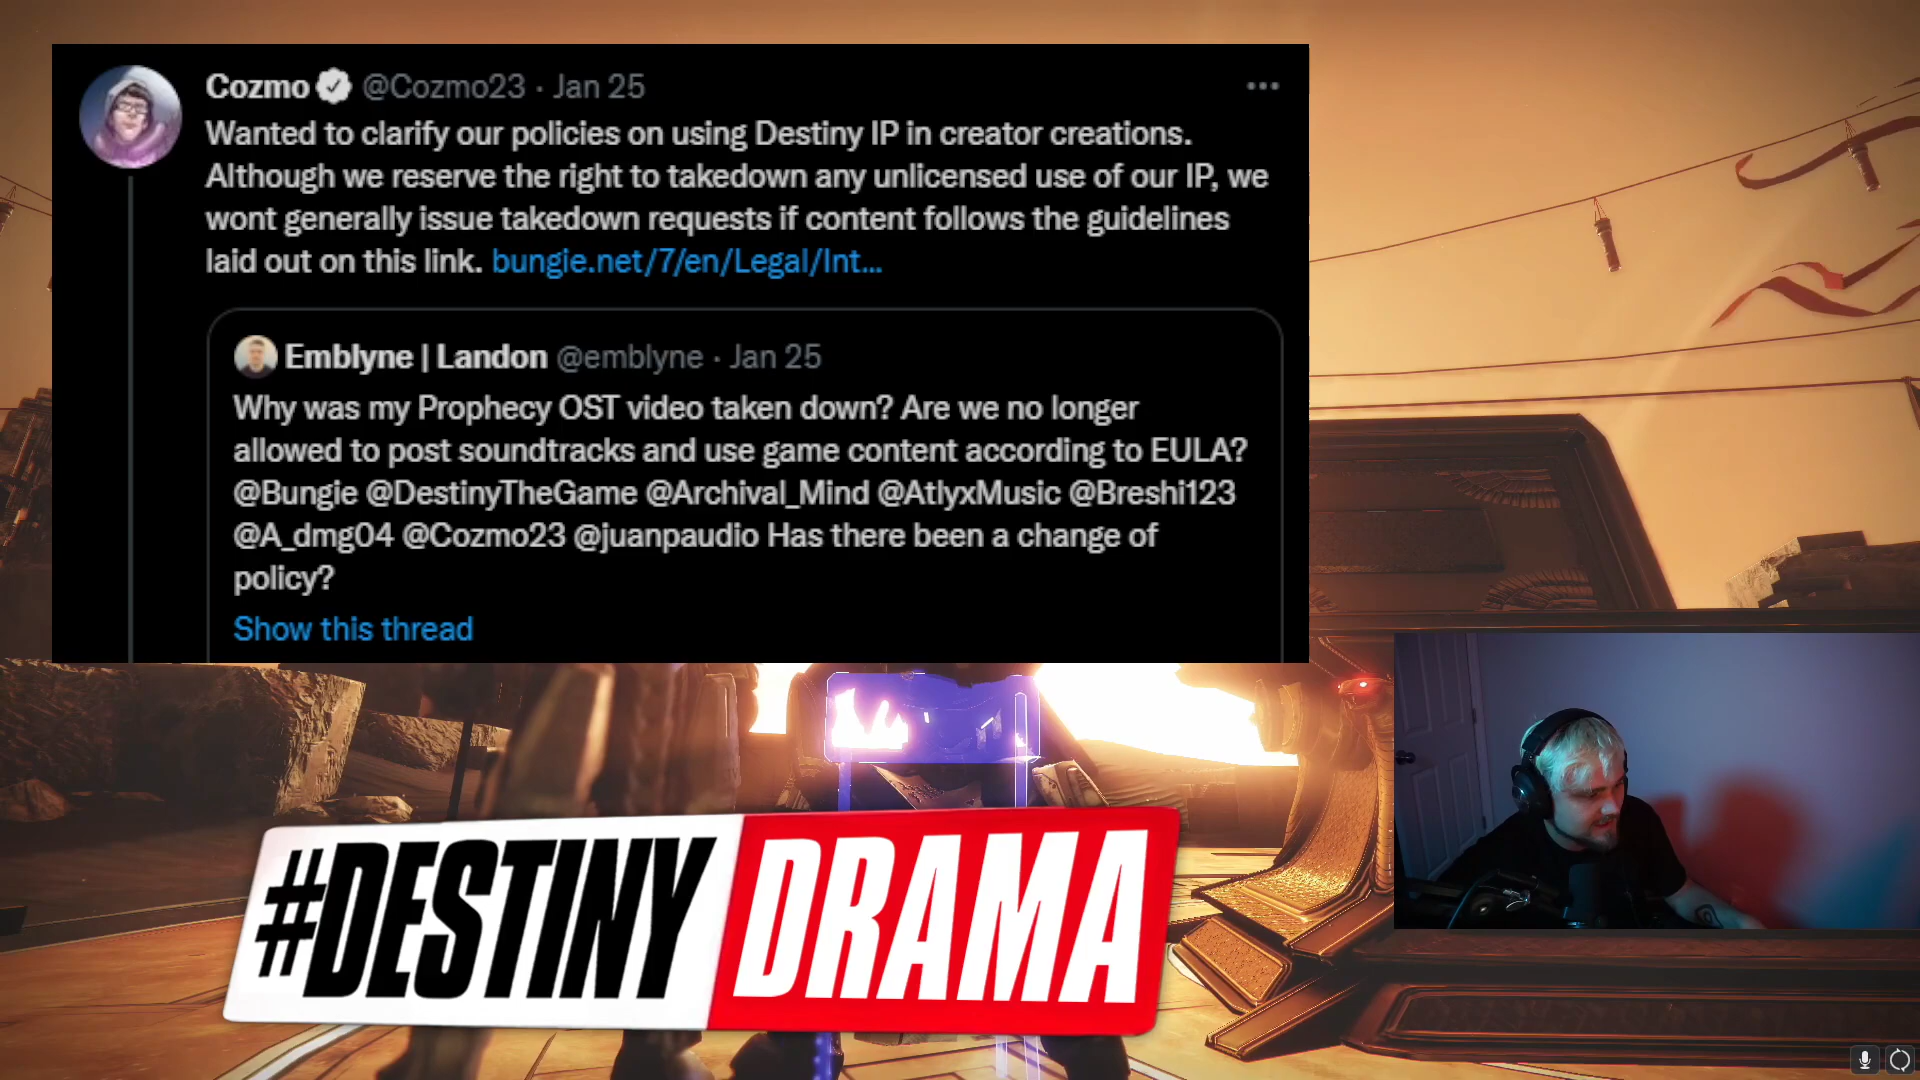 Cozmo @Cozmo23 · Jan 25
Wanted to clarify our policies on using Destiny IP in creator creations.
Although we reserve the right to takedown any unlicensed use of our IP, we
wont generally issue takedown requests if content follows the guidelines
laid out on this link. bungie.net/7/en/Legal/Int...
Emblyne | Landon @emblyne · Jan 25
Why was my Prophecy OST video taken down? Are we no longer
allowed to post soundtracks and use game content according to EULA?
@Bungie @DestinyTheGame @Archival_Mind @AtlyxMusic @Breshi123
@A_dmg04 @Cozmo23 @juanpaudio Has there been a change of
policy?
Show this thread
#DESTINY DRAMA